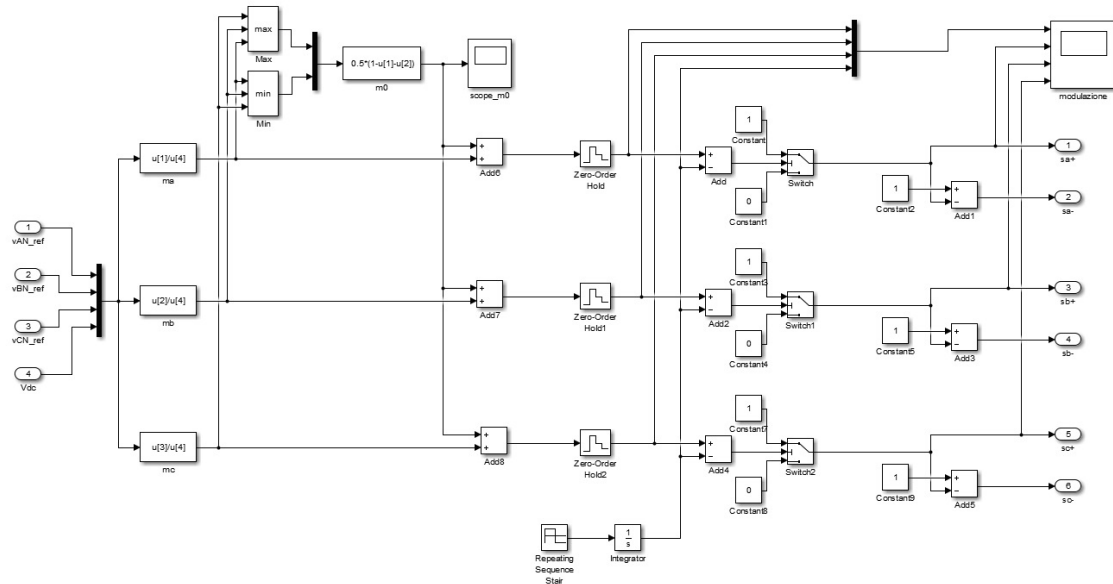 max
Max
min
Min
0.5*(1-u[1]-u[2])
m0
scope_m0
modulazione
u[1]/u[4]
ma
Add6
Zero-Order
Hold
1
Constant
Add
0
Constant1
Switch
1
Constant2
Add1
1
sa+
2
sa-
1
vAN_ref
2
vBN_ref
3
vCN_ref
4
Vdc
u[2]/u[4]
mb
Add7
Zero-Order
Hold1
1
Constant3
Add2
0
Constant4
Switch1
1
Constant5
Add3
3
sb+
4
sb-
u[3]/u[4]
mc
Add8
Zero-Order
Hold2
1
Constant7
Add4
0
Constant8
Switch2
1
Constant9
Add5
5
sc+
6
sc-
Repeating
Sequence
Stair
1
s
Integrator